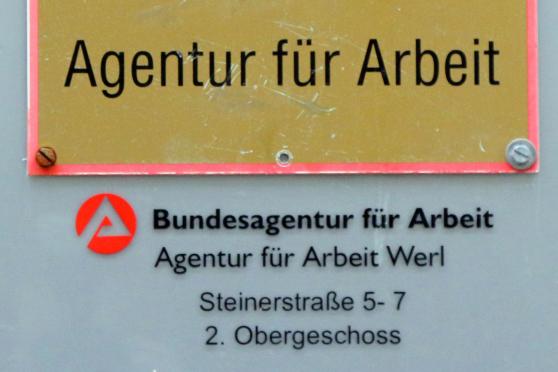 Agentur für Arbeit
Bundesagentur für Arbeit
Agentur für Arbeit Werl
Steinerstraße 5- 7
2. Obergeschoss